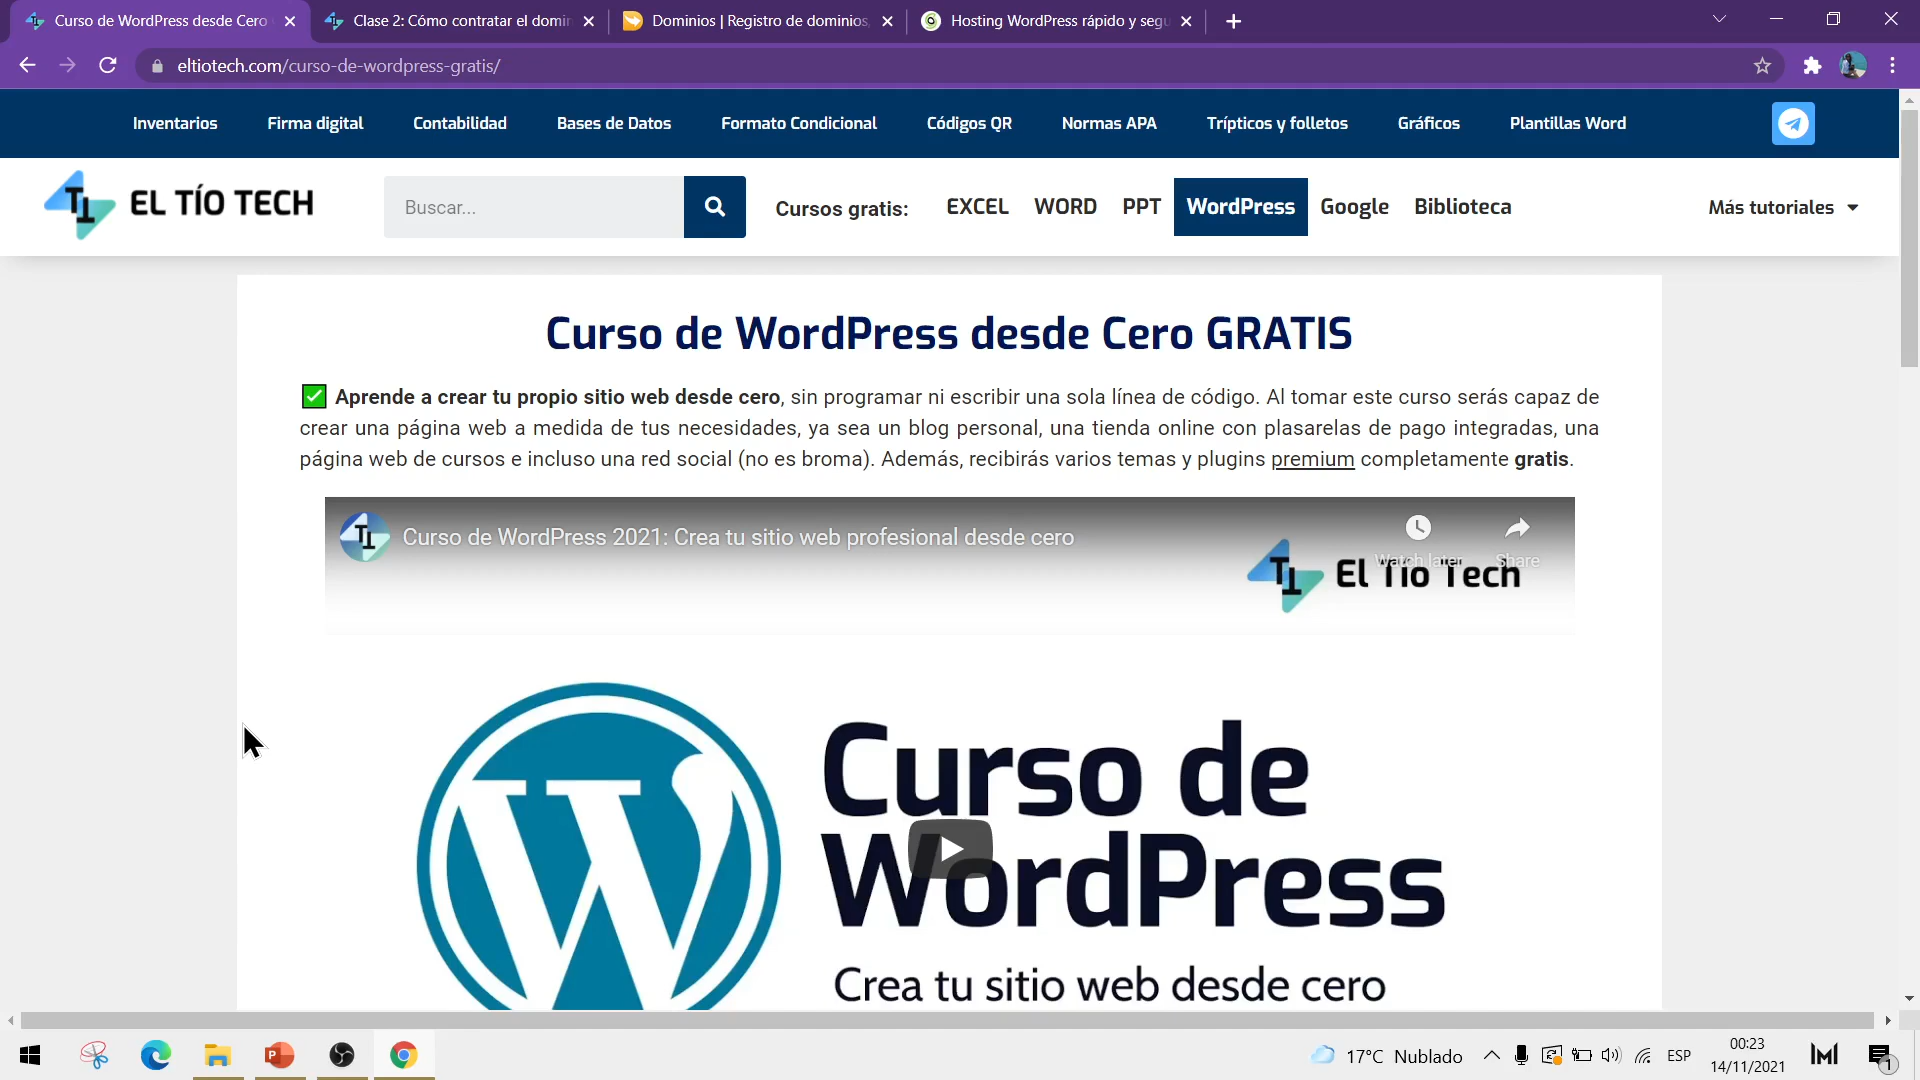 Curso de WordPress desde Cero
Clase 2: Cómo contratar el domin
Dominios | Registro de dominios,
Hosting WordPress rápido y segu
eltiotech.com/curso-de-wordpress-gratis/
Inventarios
Firma digital
Contabilidad
Bases de Datos
Formato Condicional
Códigos QR
Normas APA
Trípticos y folletos
Gráficos
Plantillas Word
EL TÍO TECH
Buscar...
Cursos gratis:
EXCEL
WORD
PPT
WordPress
Google
Biblioteca
Más tutoriales
Curso de WordPress desde Cero GRATIS
Aprende a crear tu propio sitio web desde cero, sin programar ni escribir una sola línea de código. Al tomar este curso serás capaz de
crear una página web a medida de tus necesidades, ya sea un blog personal, una tienda online con plasarelas de pago integradas, una
página web de cursos e incluso una red social (no es broma). Además, recibirás varios temas y plugins premium completamente gratis.
Curso de WordPress 2021: Crea tu sitio web profesional desde cero
Watch later
Share
El Tío Tech
Curso de
WordPress
Crea tu sitio web desde cero
17°C Nublado
ESP
00:23
14/11/2021
1